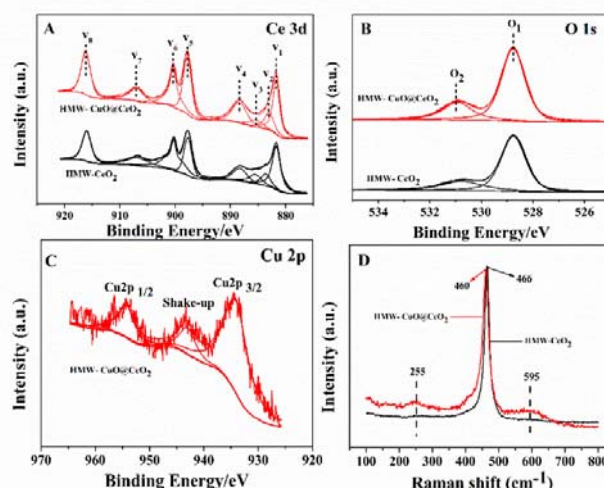 A
Ce 3d
v8
v7
v6
v5
v4
v3
v2
v1
HMW- CuO@CeO2
HMW-CeO2
Intensity (a.u.)
920 910 900 890 880
Binding Energy/eV
B
O 1s
O1
O2
HMW- CuO@CeO2
HMW- CeO2
Intensity (a.u.)
534 531 528 525
Binding Energy/eV
C
Cu 2p
Cu2p 1/2
Shake-up
Cu2p 3/2
HMW- CuO@CeO2
Intensity (a.u.)
970 960 950 940 930 920
Binding Energy/eV
D
460
466
HMW- CuO@CeO2
HMW-CeO2
255
595
Intensity (a.u.)
100 200 300 400 500 600 700 800
Raman shift (cm-1)